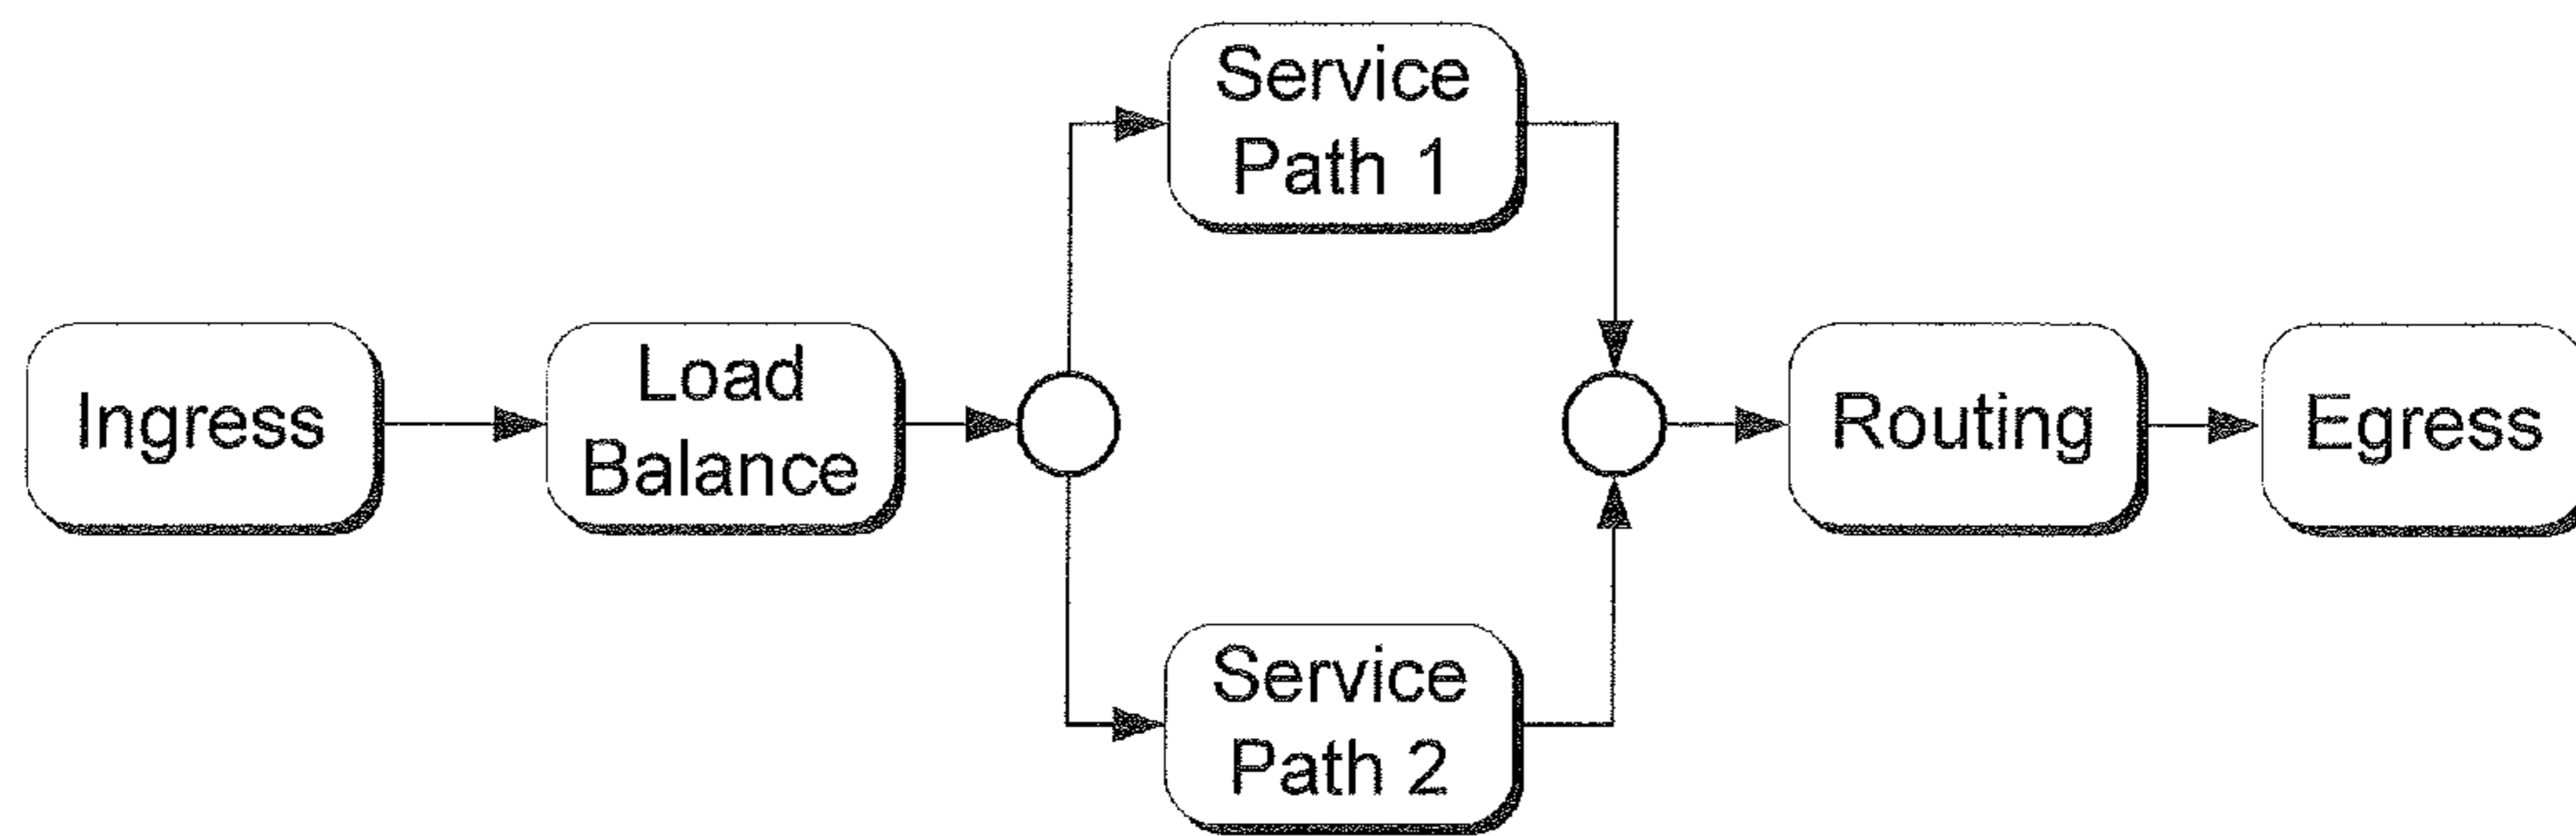 Service
Path 1
Ingress
Load
Balance
Routing
Egress
Service
Path 2